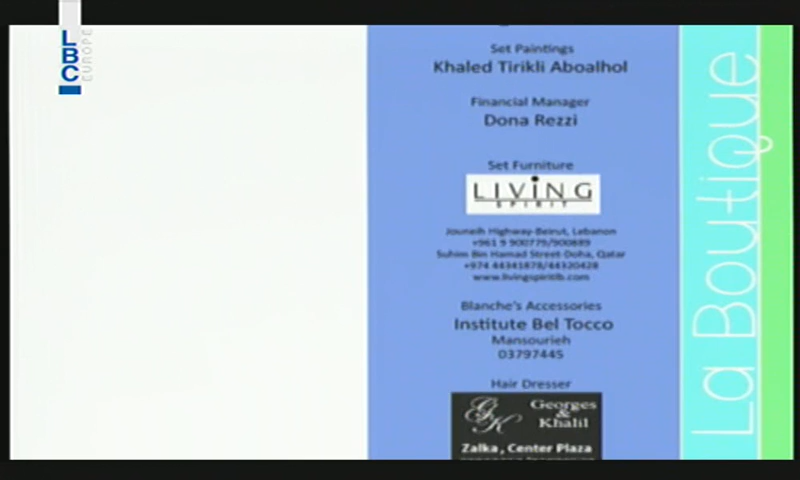 LBC
EUROPE
Set Paintings
Khaled Tirikli Aboalhol
Financial Manager
Dona Rezzi
Set Furniture
LIVING
SPIRIT
Jounieh Highway-Beirut, Lebanon
+961 9 900779/900889
Suhim Bin Hamad Street-Doha, Qatar
+974 44341878/44320428
www.livingspiritlb.com
Blanche's Accessories
Institute Bel Tocco
Mansourieh
03797445
Hair Dresser
GK
Georges
&
Khalil
Zalka, Center Plaza
La Boutique